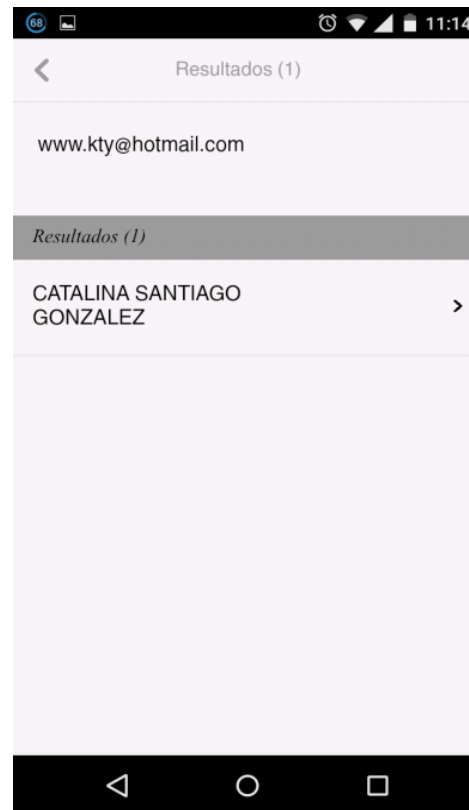 68
11:14
Resultados (1)
www.kty@hotmail.com
Resultados (1)
CATALINA SANTIAGO
GONZALEZ